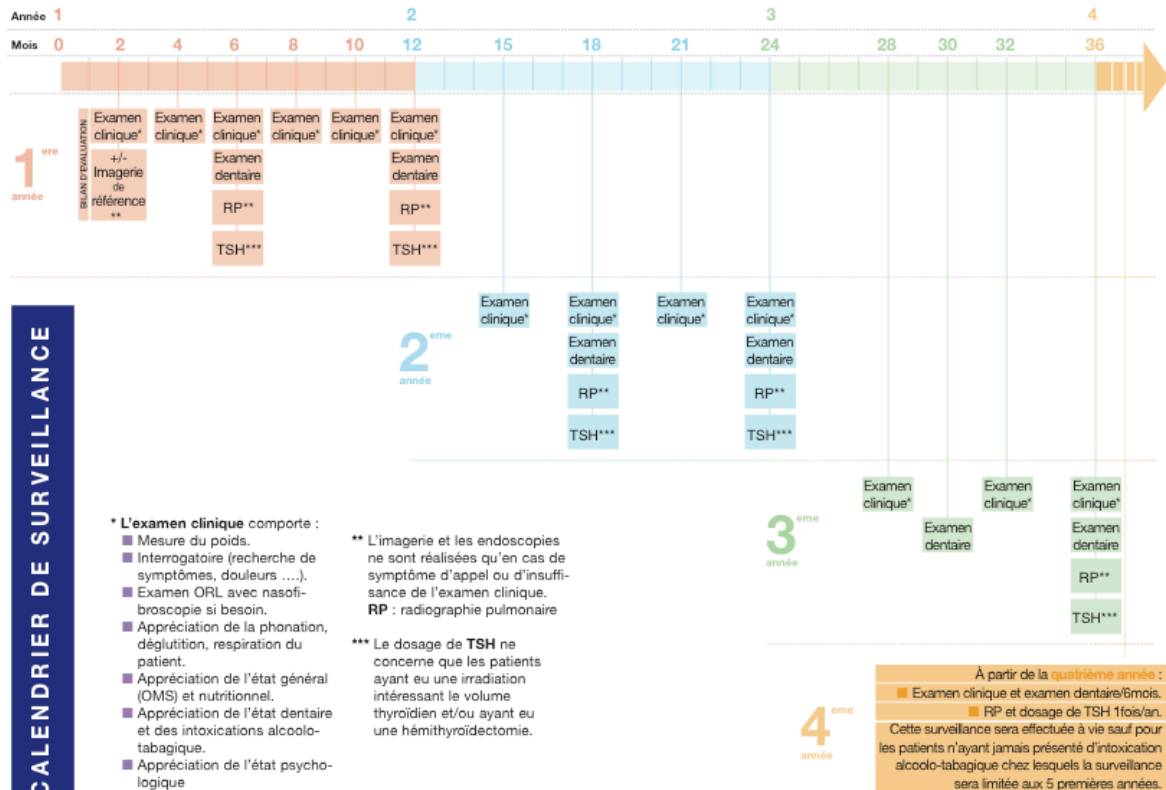 Année 1 2 3 4
Mois 0 2 4 6 8 10 12 15 18 21 24 28 30 32 36
1 ere
année
BILAN D'EVALUATION
Examen
clinique*
+/-
Imagerie
de
référence
**
Examen
clinique*
Examen
clinique*
Examen
dentaire
RP**
TSH***
Examen
clinique*
Examen
clinique*
Examen
clinique*
Examen
dentaire
RP**
TSH***
2 eme
année
Examen
clinique*
Examen
clinique*
Examen
dentaire
RP**
TSH***
Examen
clinique*
Examen
clinique*
Examen
dentaire
RP**
TSH***
3 eme
année
Examen
clinique*
Examen
dentaire
Examen
clinique*
Examen
clinique*
Examen
dentaire
RP**
TSH***
CALENDRIER DE SURVEILLANCE
* L'examen clinique comporte :
■ Mesure du poids.
■ Interrogatoire (recherche de
symptômes, douleurs ….).
■ Examen ORL avec nasofi-
broscopie si besoin.
■ Appréciation de la phonation,
déglutition, respiration du
patient.
■ Appréciation de l'état général
(OMS) et nutritionnel.
■ Appréciation de l'état dentaire
et des intoxications alcoolo-
tabagique.
■ Appréciation de l'état psycho-
logique
** L'imagerie et les endoscopies
ne sont réalisées qu'en cas de
symptôme d'appel ou d'insuffi-
sance de l'examen clinique.
RP : radiographie pulmonaire
*** Le dosage de TSH ne
concerne que les patients
ayant eu une irradiation
intéressant le volume
thyroïdien et/ou ayant eu
une hémithyroïdectomie.
4 eme
année
À partir de la quatrième année :
■ Examen clinique et examen dentaire/6mois.
■ RP et dosage de TSH 1fois/an.
Cette surveillance sera effectuée à vie sauf pour
les patients n'ayant jamais présenté d'intoxication
alcoolo-tabagique chez lesquels la surveillance
sera limitée aux 5 premières années.